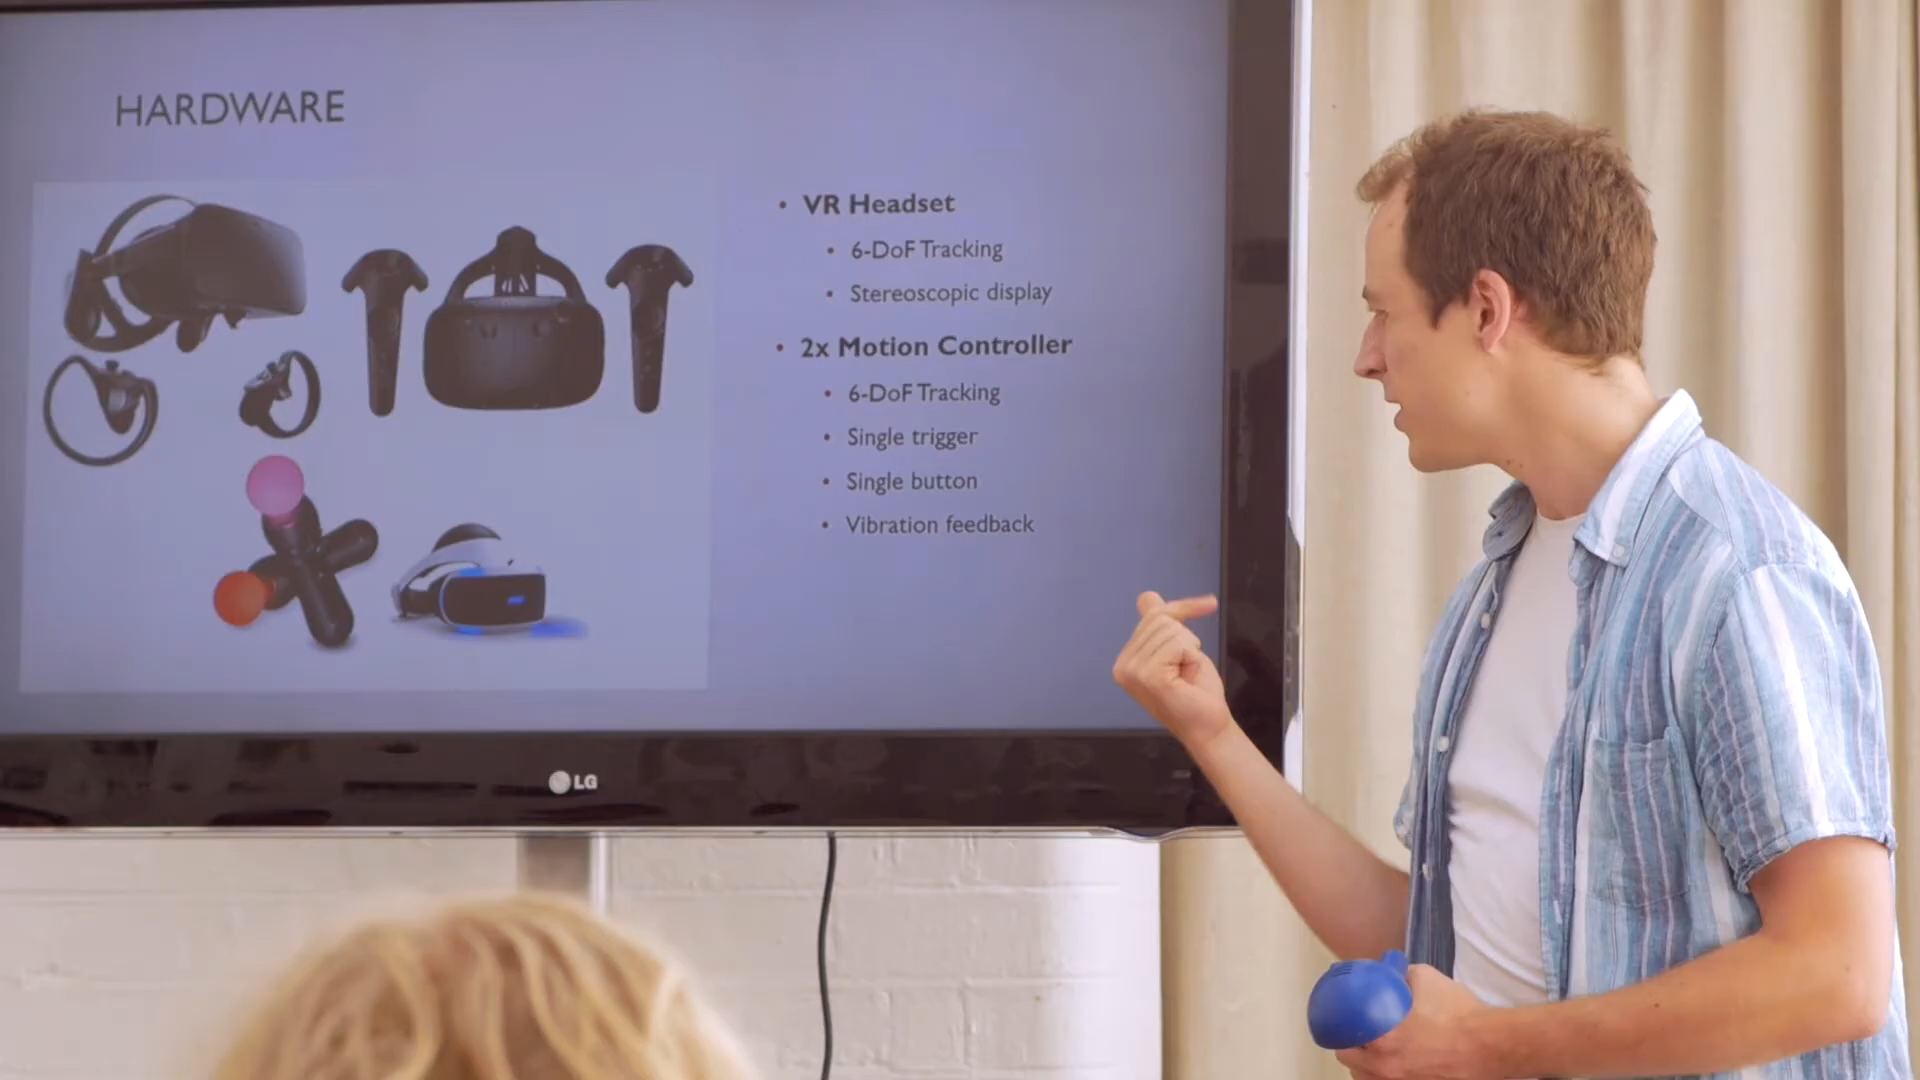 HARDWARE
• VR Headset
• 6-DoF Tracking
• Stereoscopic display
• 2x Motion Controller
• 6-DoF Tracking
• Single trigger
• Single button
• Vibration feedback
LG